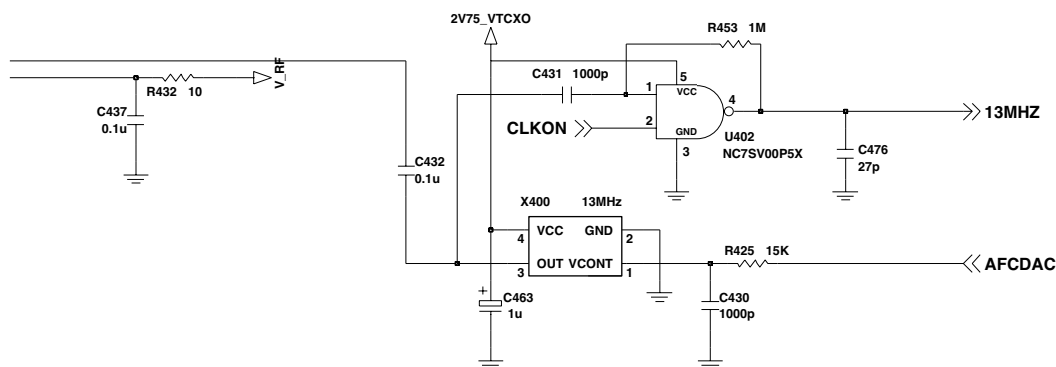 2V75_VTCXO
R453 1M
V_RF
R432 10
C431 1000p
1
5
VCC
4
C437
0.1u
CLKON
2
GND
3
U402
NC7SV00P5X
13MHZ
C476
27p
C432
0.1u
X400 13MHz
4
VCC GND
2
3
OUT VCONT
1
R425 15K
AFCDAC
+
C463
1u
C430
1000p